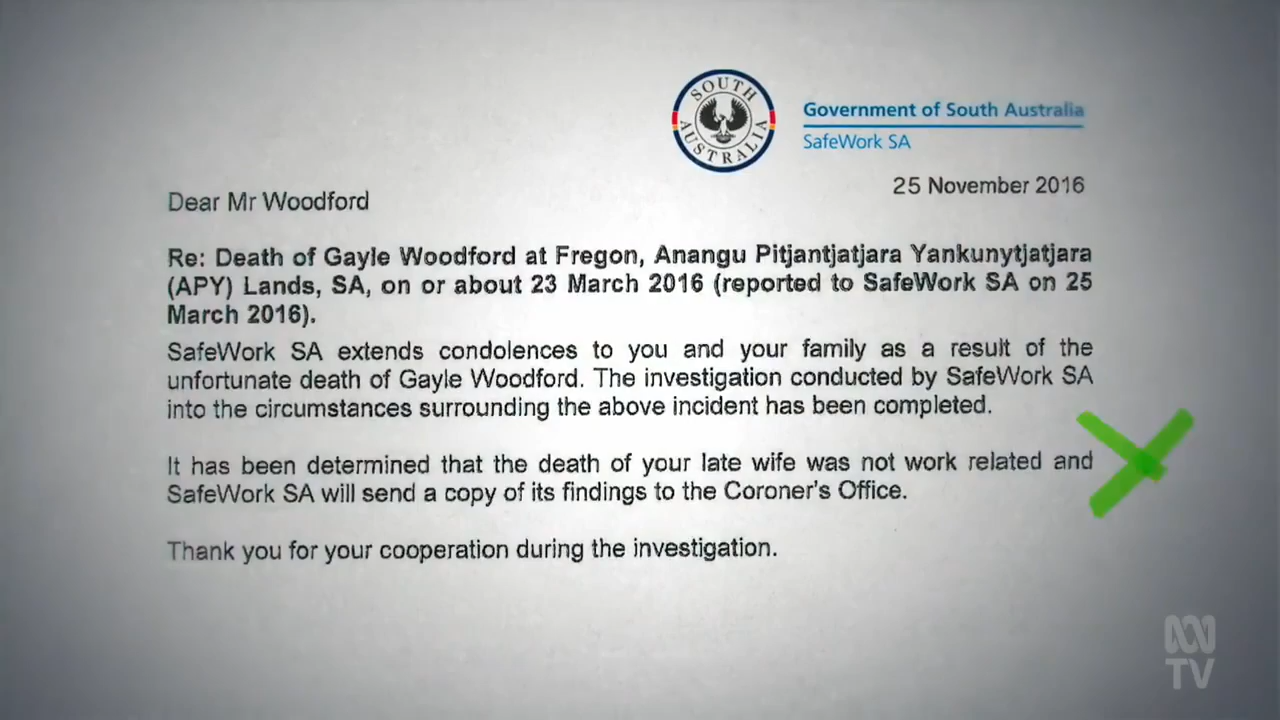 SOUTH AUSTRALIA
Government of South Australia
SafeWork SA
25 November 2016
Dear Mr Woodford
Re: Death of Gayle Woodford at Fregon, Anangu Pitjantjatjara Yankunytjatjara
(APY) Lands, SA, on or about 23 March 2016 (reported to SafeWork SA on 25
March 2016).
SafeWork SA extends condolences to you and your family as a result of the
unfortunate death of Gayle Woodford. The investigation conducted by SafeWork SA
into the circumstances surrounding the above incident has been completed.
It has been determined that the death of your late wife was not work related and
SafeWork SA will send a copy of its findings to the Coroner's Office.
Thank you for your cooperation during the investigation.
TV